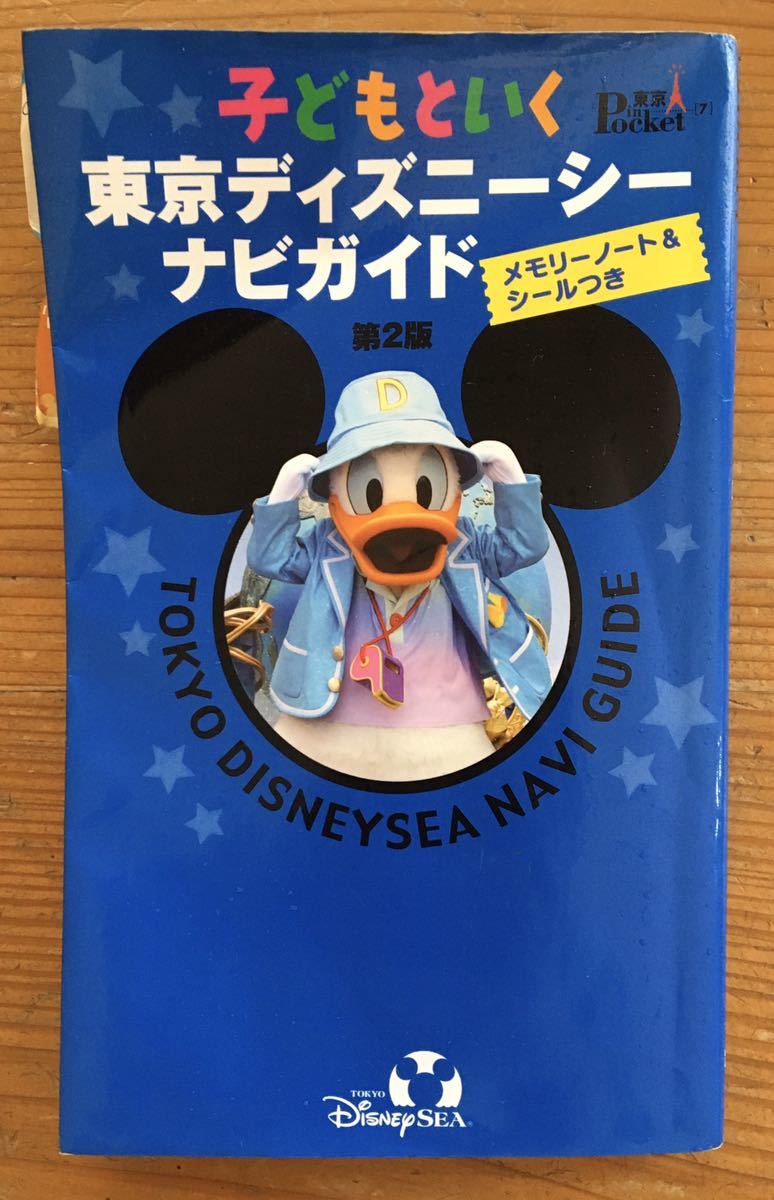 子どもといく
東京
in
Pocket [7]
東京ディズニーシー
ナビガイド
メモリーノート&
シールつき
第2版
D
TOKYO DISNEYSEA NAVI GUIDE
TOKYO
DISNEYSEA®